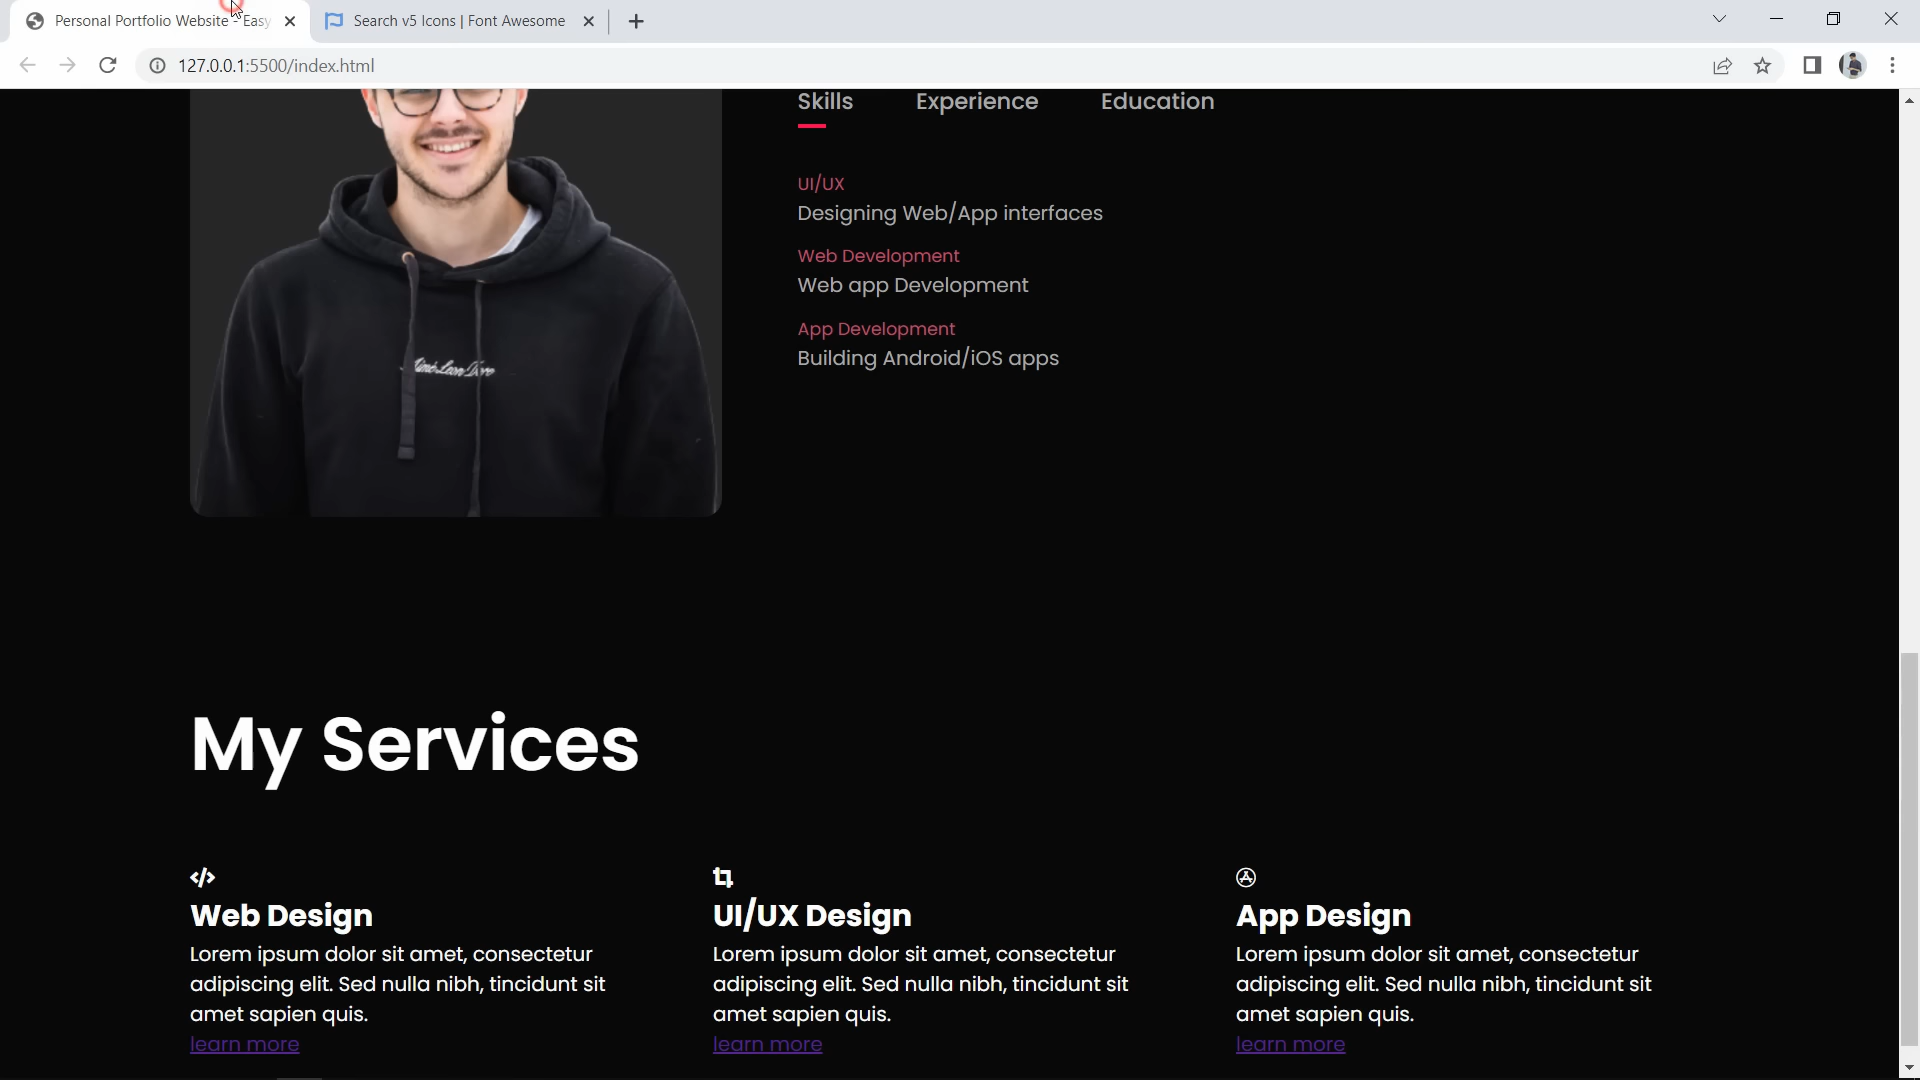 Personal Portfolio Website - Easy
Search v5 Icons | Font Awesome
127.0.0.1:5500/index.html
Skills
Experience
Education
UI/UX
Designing Web/App interfaces
Web Development
Web app Development
App Development
Building Android/iOS apps
My Services
Web Design
Lorem ipsum dolor sit amet, consectetur
adipiscing elit. Sed nulla nibh, tincidunt sit
amet sapien quis.
learn more
UI/UX Design
Lorem ipsum dolor sit amet, consectetur
adipiscing elit. Sed nulla nibh, tincidunt sit
amet sapien quis.
learn more
App Design
Lorem ipsum dolor sit amet, consectetur
adipiscing elit. Sed nulla nibh, tincidunt sit
amet sapien quis.
learn more